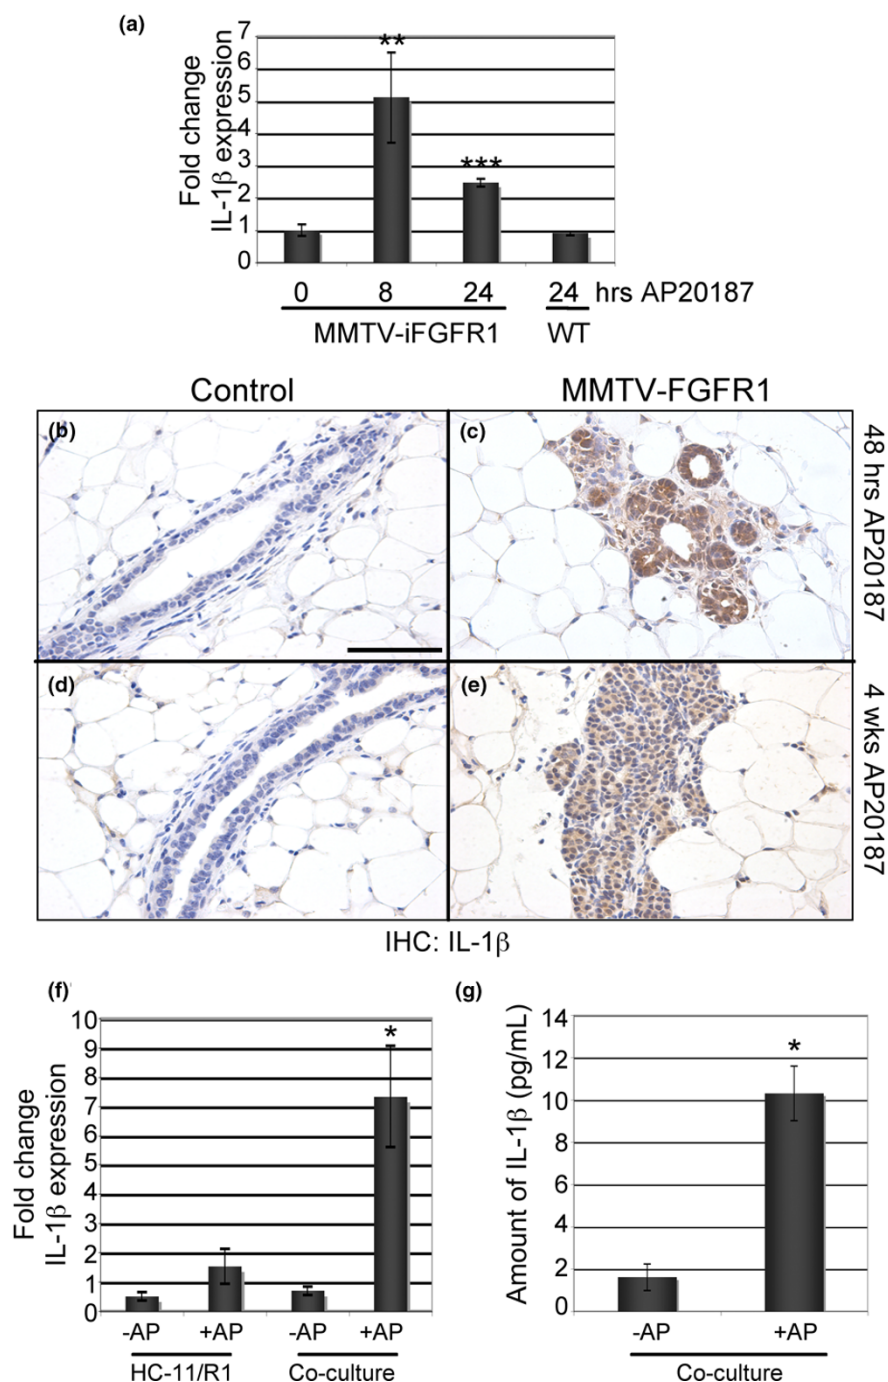 (a)
Fold change
IL-1β expression
7
6
5
4
3
2
1
0
**
***
0 8 24 24 hrs AP20187
MMTV-iFGFR1 WT
Control MMTV-FGFR1
(b) (c)
48 hrs AP20187
(d) (e)
4 wks AP20187
IHC: IL-1β
(f)
Fold change
IL-1β expression
10
9
8
7
6
5
4
3
2
1
0
*
-AP +AP -AP +AP
HC-11/R1 Co-culture
(g)
Amount of IL-1β (pg/mL)
14
12
10
8
6
4
2
0
*
-AP +AP
Co-culture